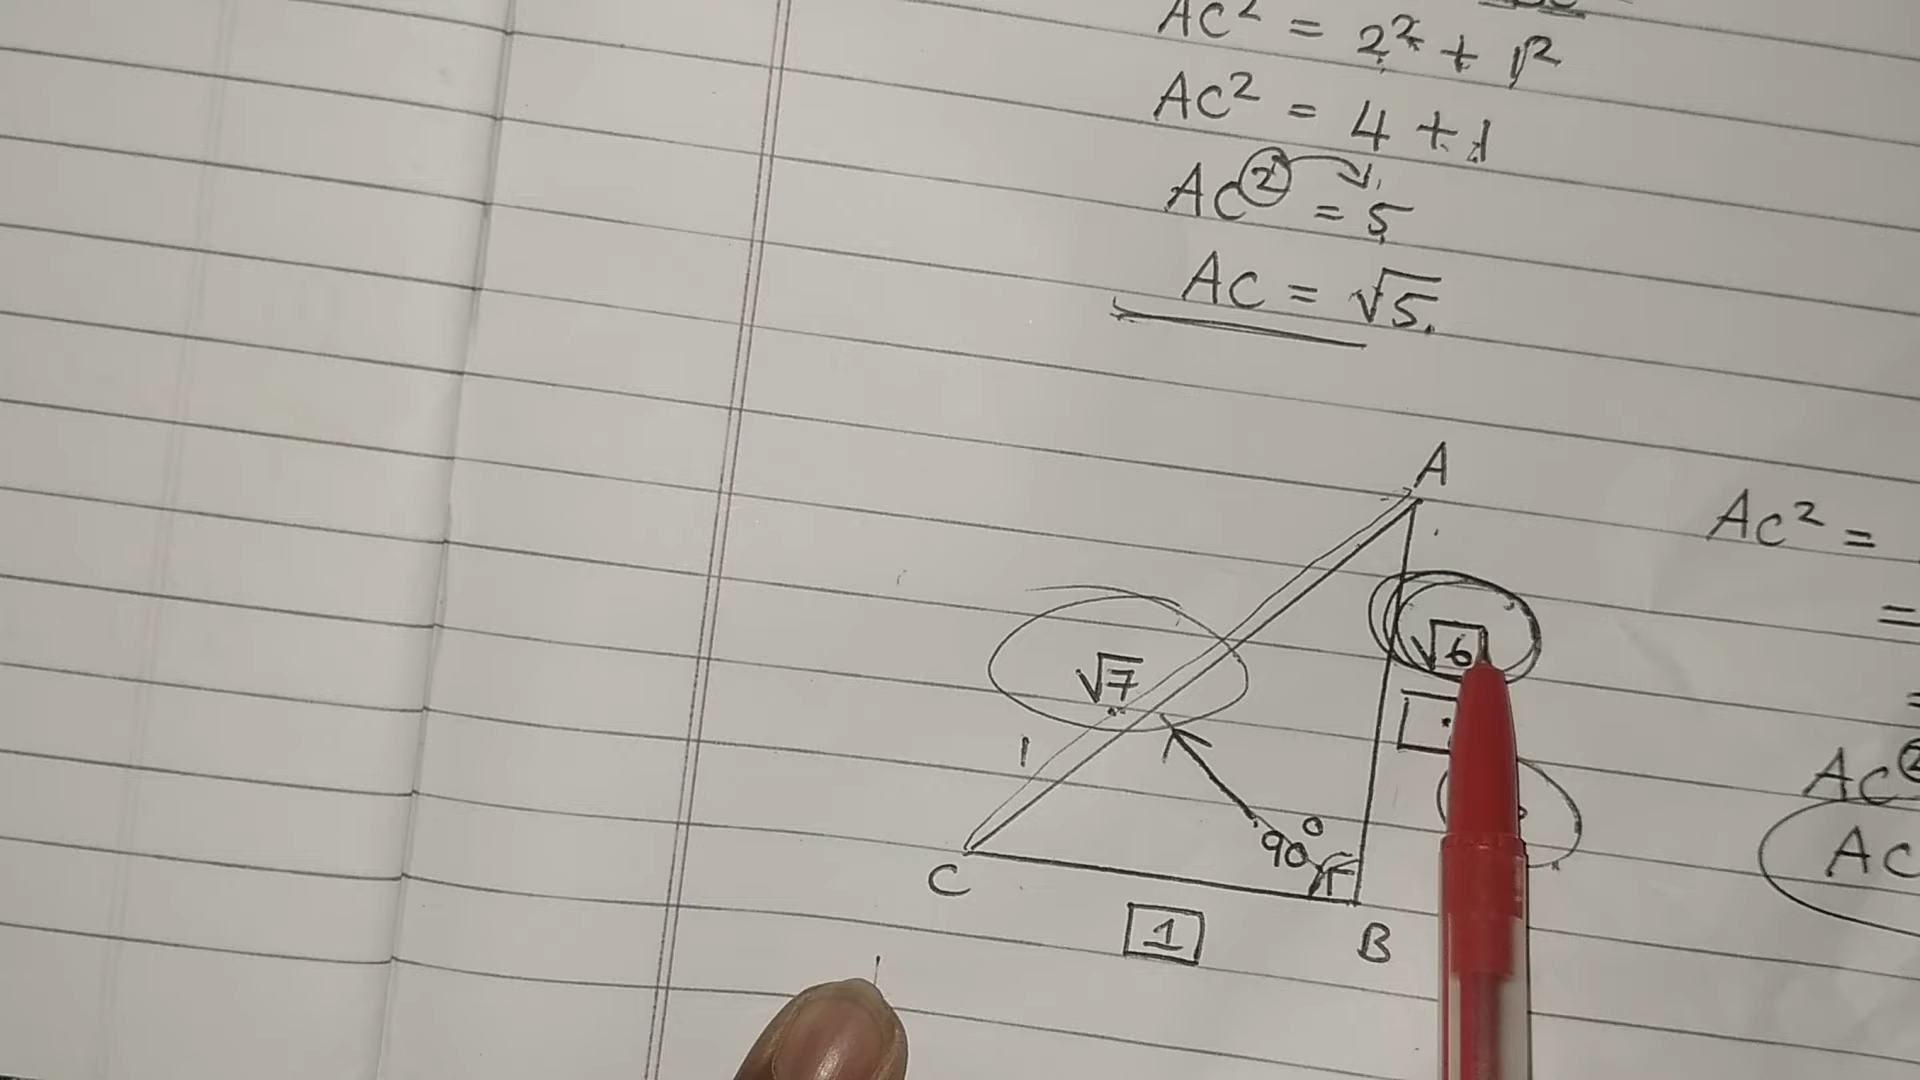 AC² = 2² + 1²
AC² = 4 + 1
AC² = 5
AC = √5.
A
AC² =
√6
=
√7
=
1
AC
90°
AC
C
1
B